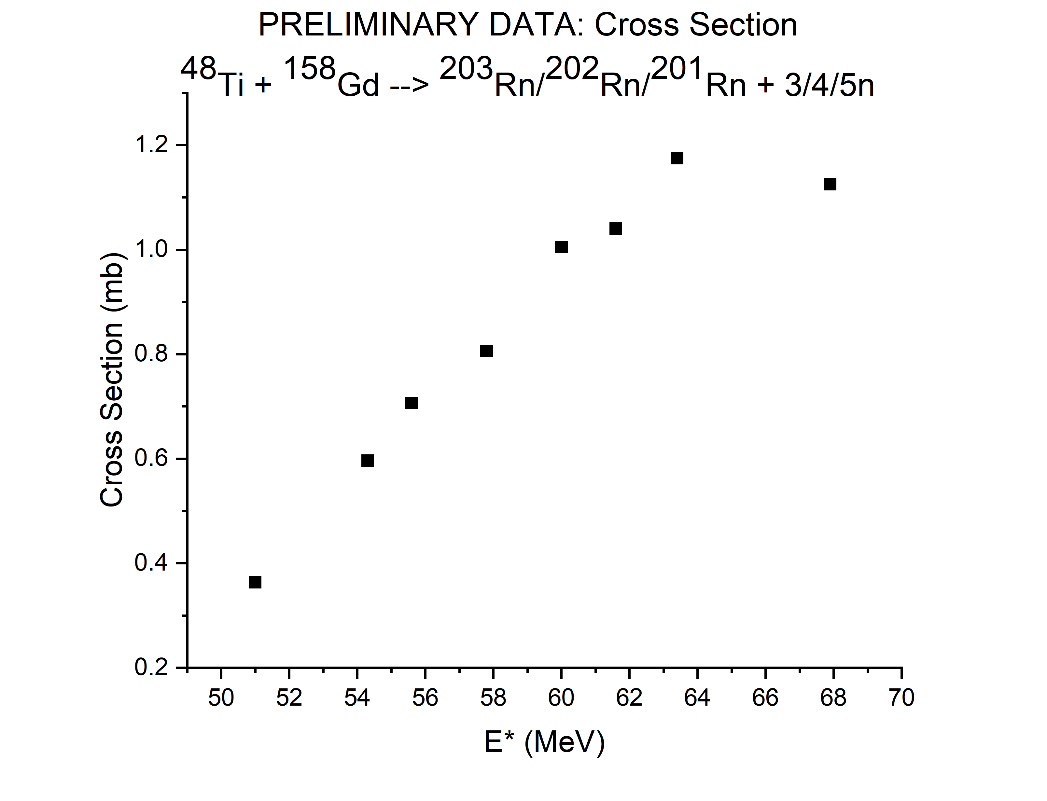 PRELIMINARY DATA: Cross Section
48Ti + 158Gd --> 203Rn/202Rn/201Rn + 3/4/5n
1.2
1.0
0.8
0.6
0.4
0.2
Cross Section (mb)
50 52 54 56 58 60 62 64 66 68 70
E* (MeV)